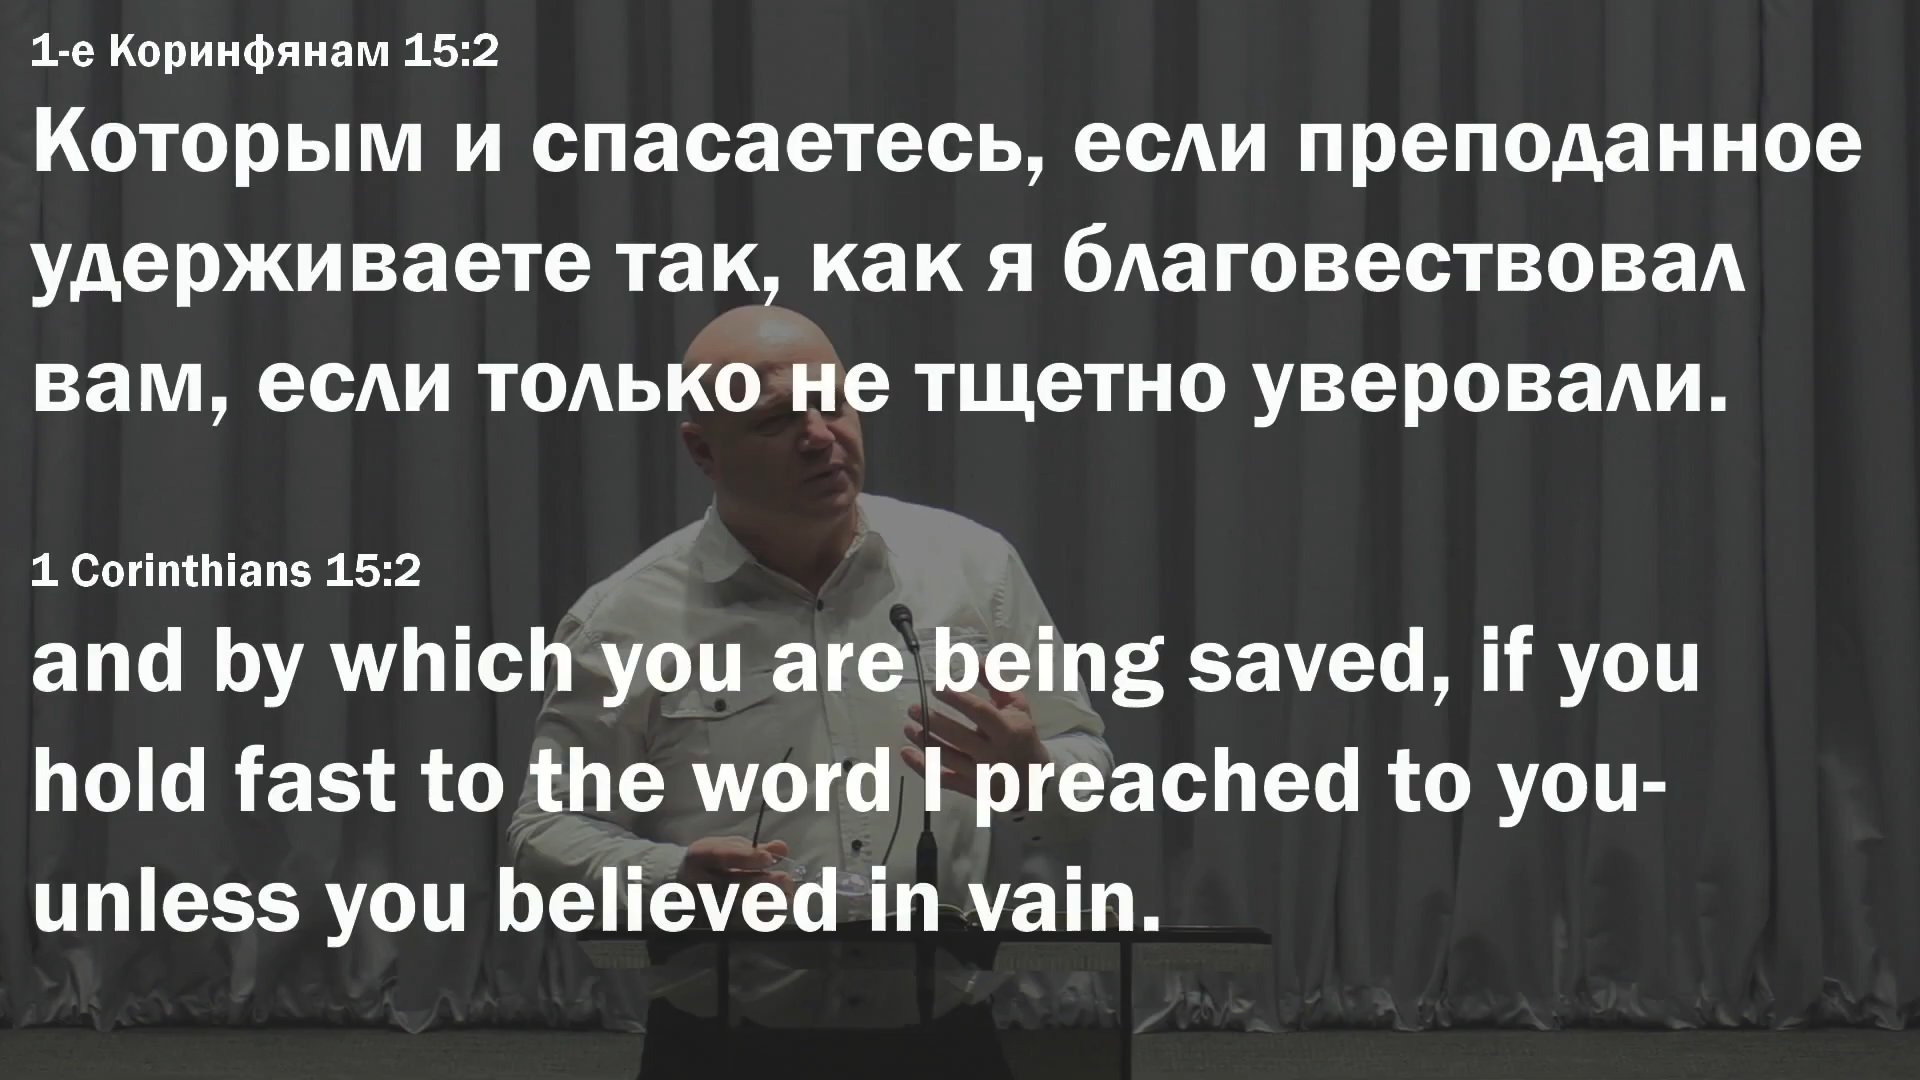 1-е Коринфянам 15:2
Которым и спасаетесь, если преподанное
удерживаете так, как я благовествовал
вам, если только не тщетно уверовали.
1 Corinthians 15:2
and by which you are being saved, if you
hold fast to the word I preached to you-
unless you believed in vain.